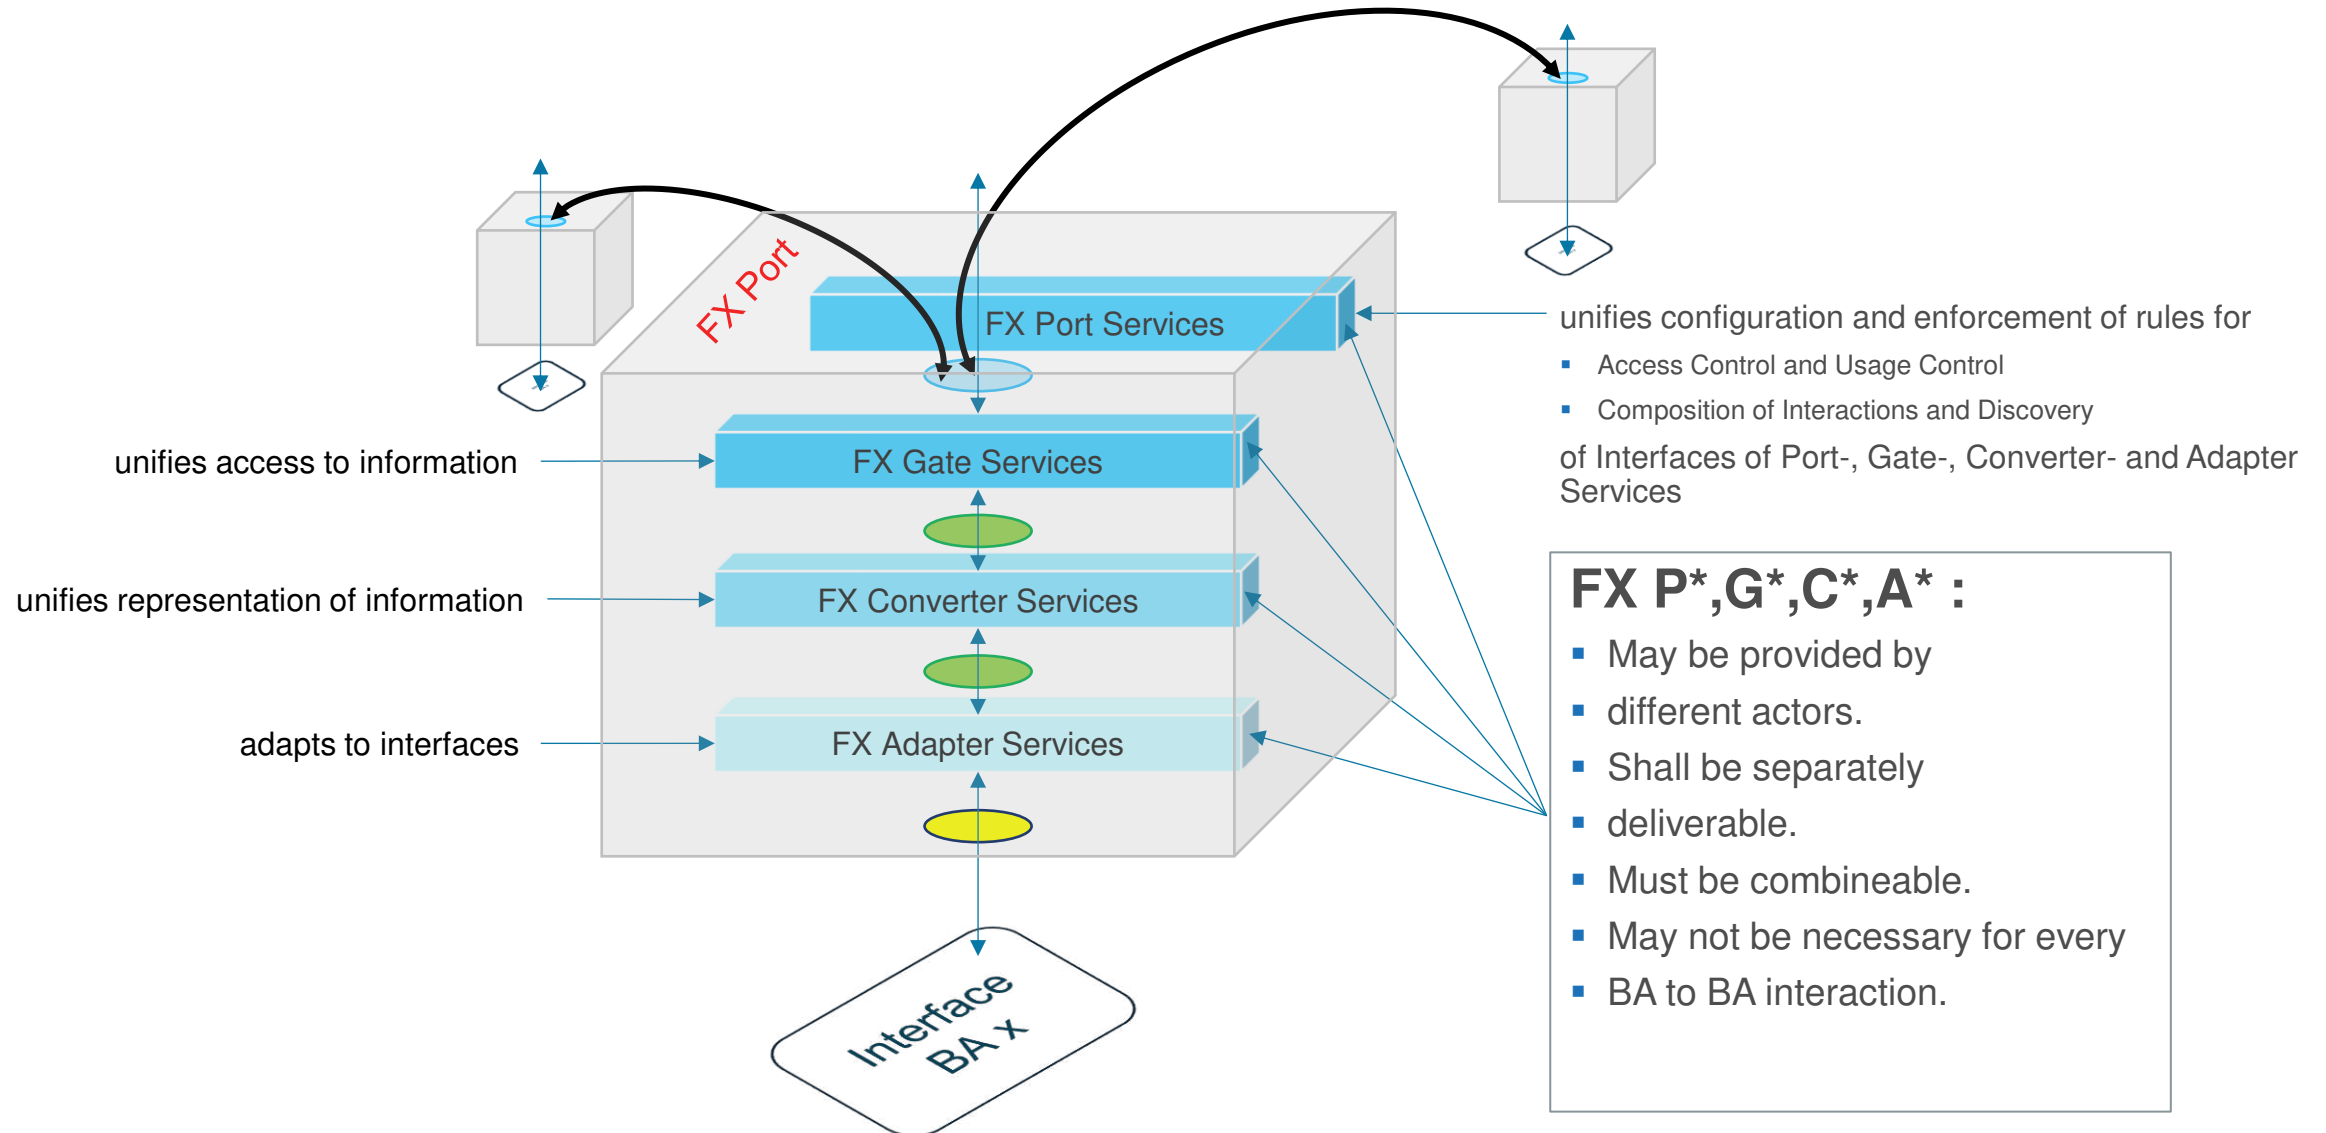 FX Port
FX Port Services
unifies configuration and enforcement of rules for
Access Control and Usage Control
Composition of Interactions and Discovery
of Interfaces of Port-, Gate-, Converter- and Adapter
Services
unifies access to information
FX Gate Services
unifies representation of information
FX Converter Services
adapts to interfaces
FX Adapter Services
FX P*,G*,C*,A* :
May be provided by
different actors.
Shall be separately
deliverable.
Must be combineable.
May not be necessary for every
BA to BA interaction.
Interface
BA x